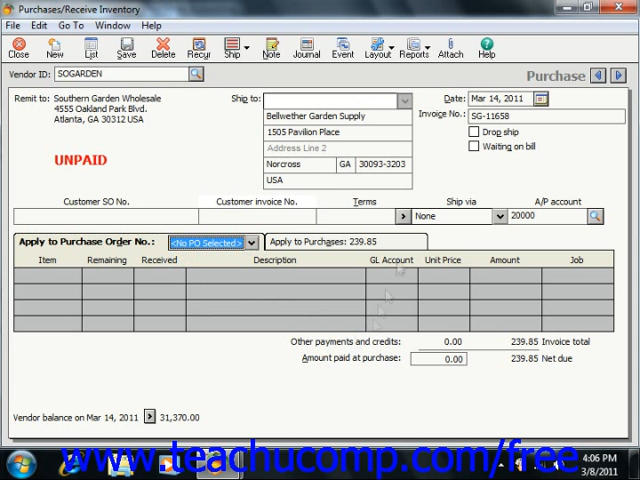 Purchases/Receive Inventory
File Edit Go To Window Help
Close New List Save Delete Recur Ship Note Journal Event Layout Reports Attach Help
Vendor ID: SOGARDEN
Purchase
Remit to: Southern Garden Wholesale
4555 Oakland Park Blvd.
Atlanta, GA 30312 USA
UNPAID
Ship to:
Bellwether Garden Supply
1505 Pavilion Place
Address Line 2
Norcross GA 30093-3203
USA
Date: Mar 14, 2011
Invoice No.: SG-11658
Drop ship
Waiting on bill
Customer SO No. Customer invoice No. Terms Ship via A/P account
None 20000
Apply to Purchase Order No.: <No PO Selected> Apply to Purchases: 239.85
Item Remaining Received Description GL Account Unit Price Amount Job
Other payments and credits: 0.00 239.85 Invoice total
Amount paid at purchase: 0.00 239.85 Net due
Vendor balance on Mar 14, 2011 31,370.00
www.teachucomp.com/free
4:06 PM
3/8/2011